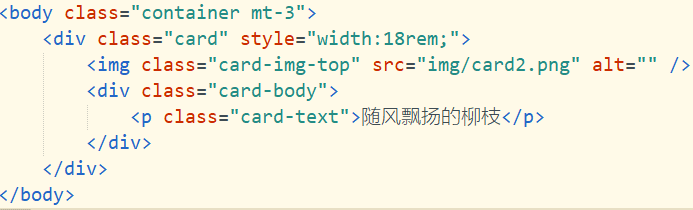 <body class="container mt-3">
<div class="card" style="width:18rem;">
<img class="card-img-top" src="img/card2.png" alt="" />
<div class="card-body">
<p class="card-text">随风飘扬的柳枝</p>
</div>
</div>
</body>